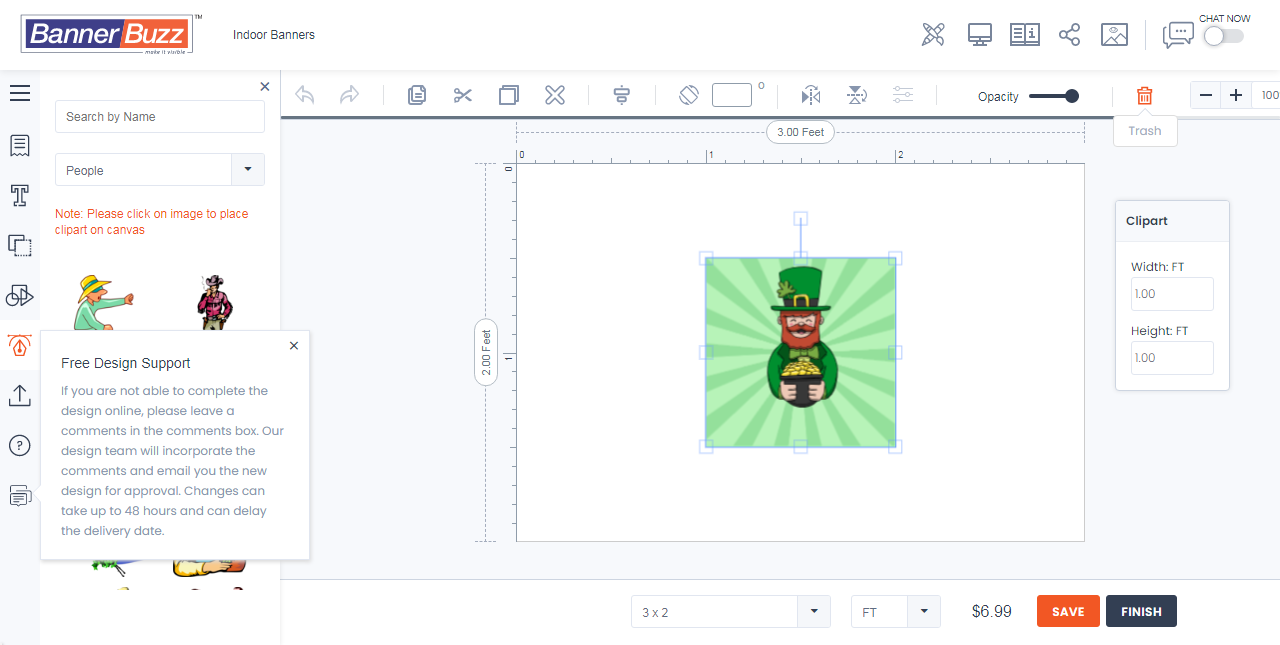 BannerBuzz
TM
make it visible
Indoor Banners
CHAT NOW
Search by Name
People
Note: Please click on image to place
clipart on canvas
Opacity
O
100
Trash
3.00 Feet
0
1
2
0
1
2.00 Feet
Clipart
Width: FT
1.00
Height: FT
1.00
Free Design Support
If you are not able to complete the
design online, please leave a
comments in the comments box. Our
design team will incorporate the
comments and email you the new
design for approval. Changes can
take up to 48 hours and can delay
the delivery date.
3 x 2
FT
$6.99
SAVE
FINISH